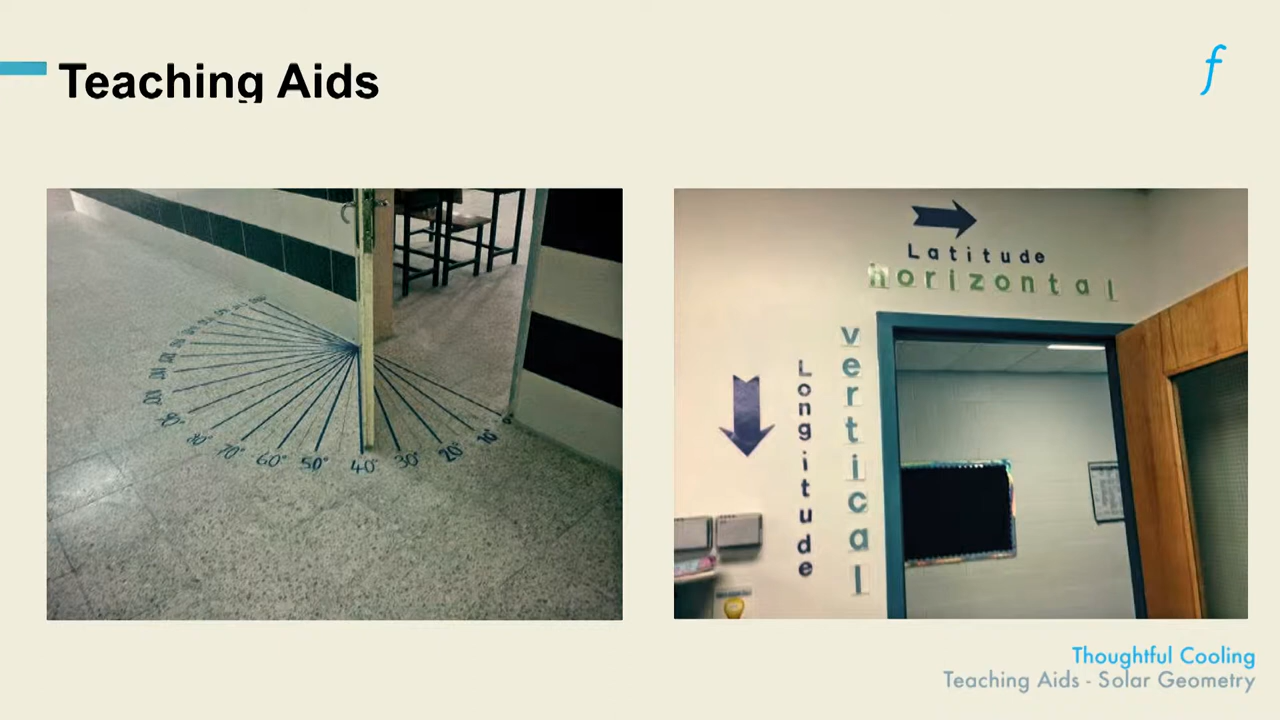 Teaching Aids
f
70°
60°
50°
40°
30°
20°
10°
0°
Latitude
horizontal
vertical
Longitude
Thoughtful Cooling
Teaching Aids - Solar Geometry